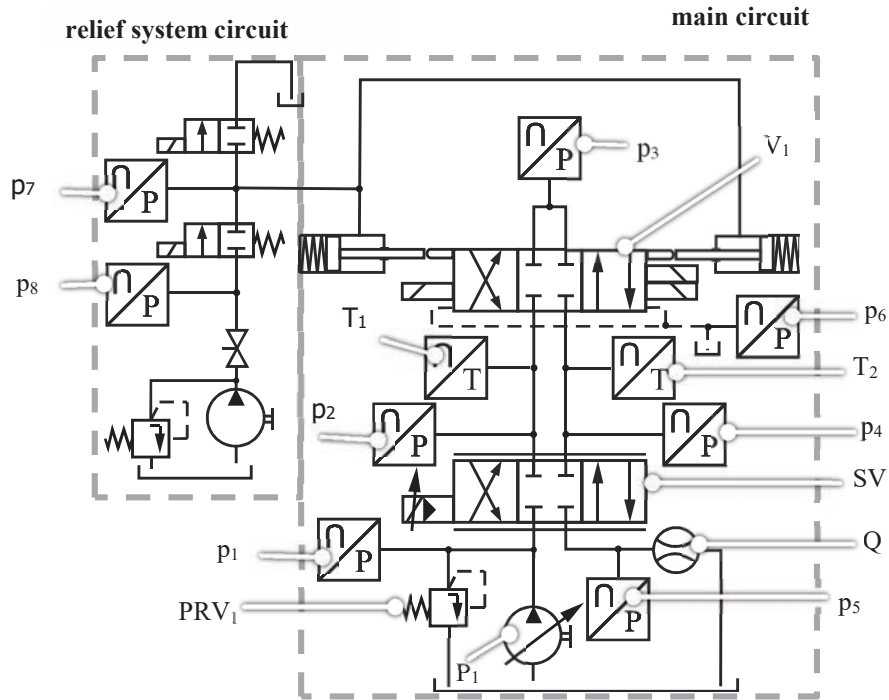 relief system circuit
main circuit
p₃
V₁
P
p₇
P
p₈
P
p₆
P
T₁
T
T₂
T
p₂
P
p₄
P
SV
p₁
P
Q
PRV₁
P₁
p₅
P